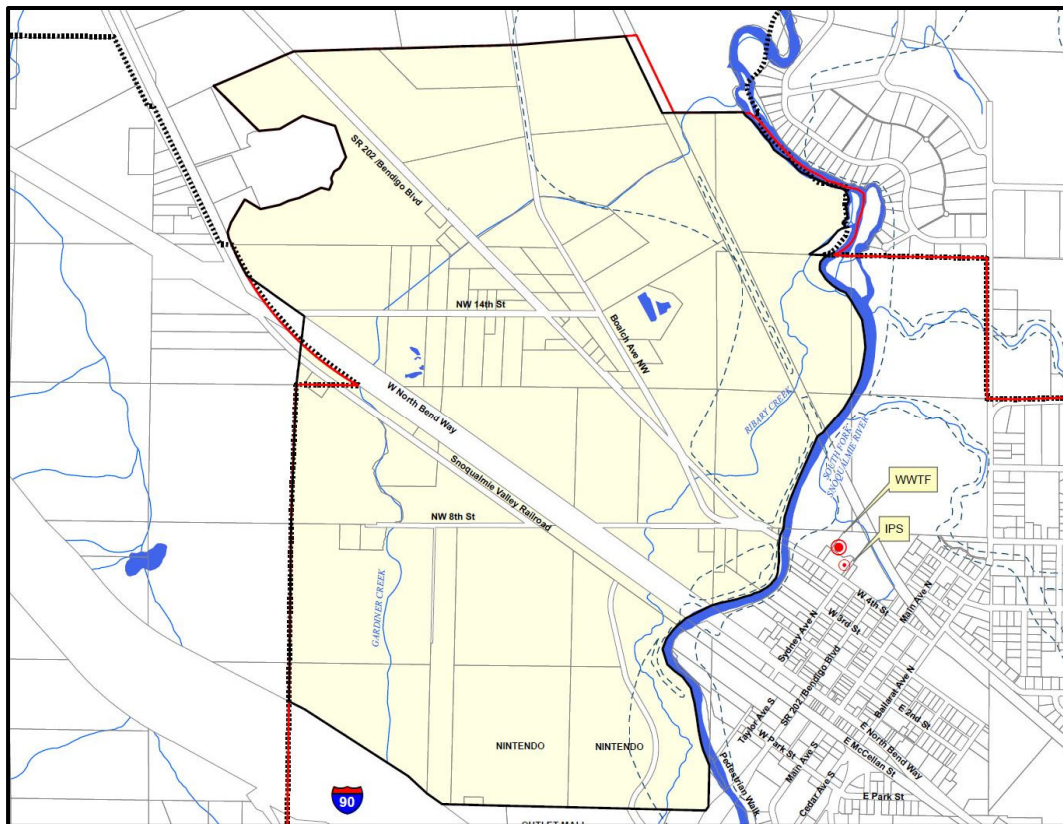 SR 202 /Bendigo Blvd
NW 14th St
Boalch Ave NW
W North Bend Way
RIBARY CREEK
SOUTH FORK
SNOQUALMIE RIVER
WWTF
Snoqualmie Valley Railroad
NW 8th St
IPS
GARDINER CREEK
W 4th St
Main Ave N
W 3rd St
Sydney Ave N
SR 202 /Bendigo Blvd
Ballarat Ave N
E 2nd St
Taylor Ave S
W Park St
E North Bend Way
E McCellan St
Main Ave S
NINTENDO
NINTENDO
Pedestrian Walk
Cedar Ave S
E Park St
90
OUTLET MALL